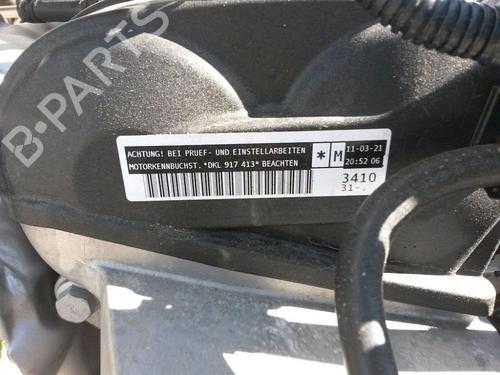 B-PARTS
ACHTUNG! BEI PRUEF- UND EINSTELLARBEITEN
MOTORKENNBUCHST. *DKL 917 413* BEACHTEN
* M
11-03-21
20:52 06
3410
31-.